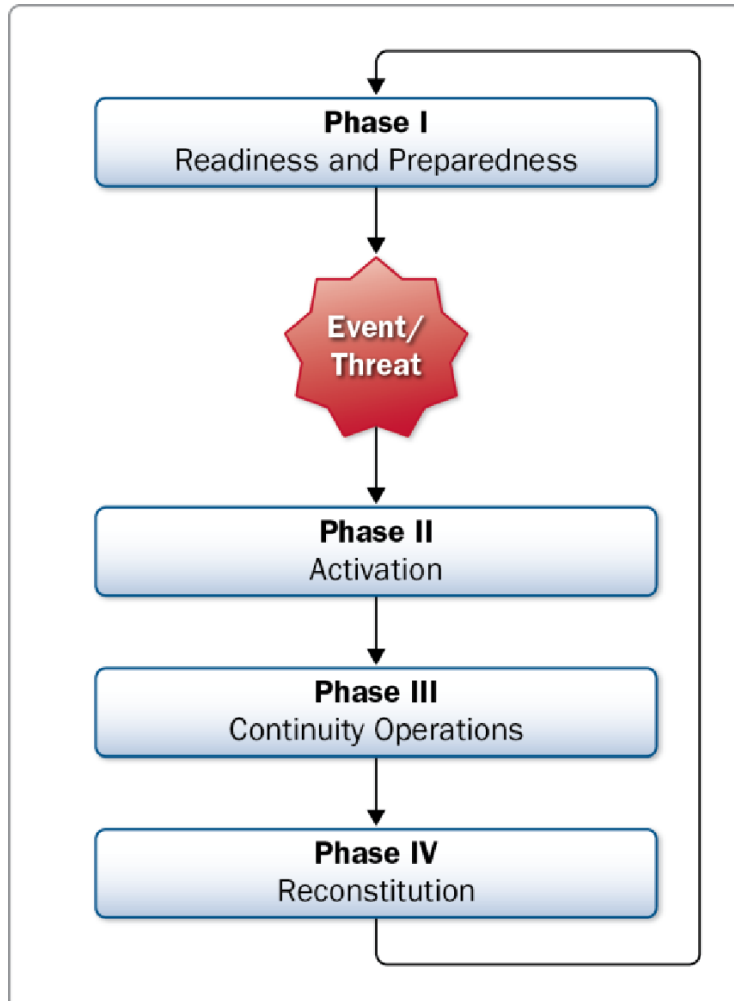 Phase I
Readiness and Preparedness
Event/
Threat
Phase II
Activation
Phase III
Continuity Operations
Phase IV
Reconstitution